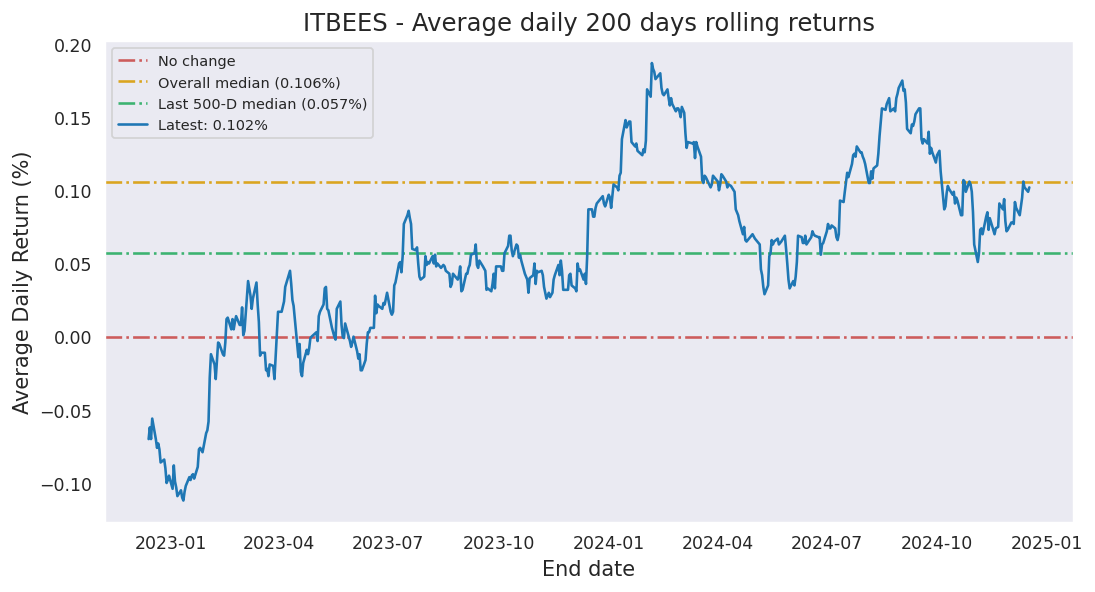 ITBEES - Average daily 200 days rolling returns
No change
Overall median (0.106%)
Last 500-D median (0.057%)
Latest: 0.102%
Average Daily Return (%)
0.20
0.15
0.10
0.05
0.00
−0.05
−0.10
2023-01 2023-04 2023-07 2023-10 2024-01 2024-04 2024-07 2024-10 2025-01
End date